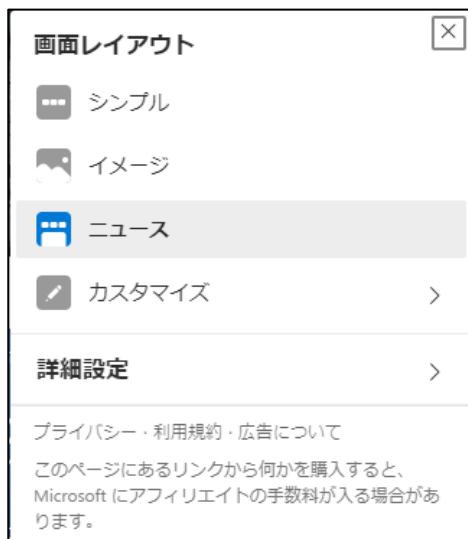 画面レイアウト
シンプル
イメージ
ニュース
カスタマイズ
詳細設定
プライバシー・利用規約・広告について
このページにあるリンクから何かを購入すると、
Microsoft にアフィリエイトの手数料が入る場合があ
ります。